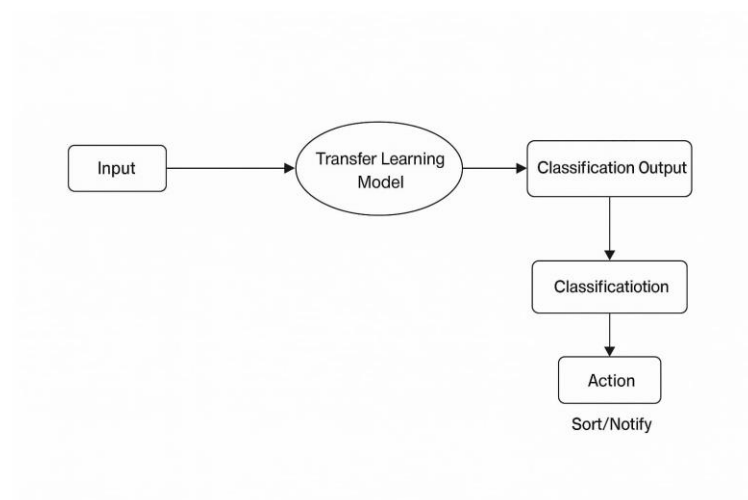 Input
Transfer Learning
Model
Classification Output
Classificatiotion
Action
Sort/Notify